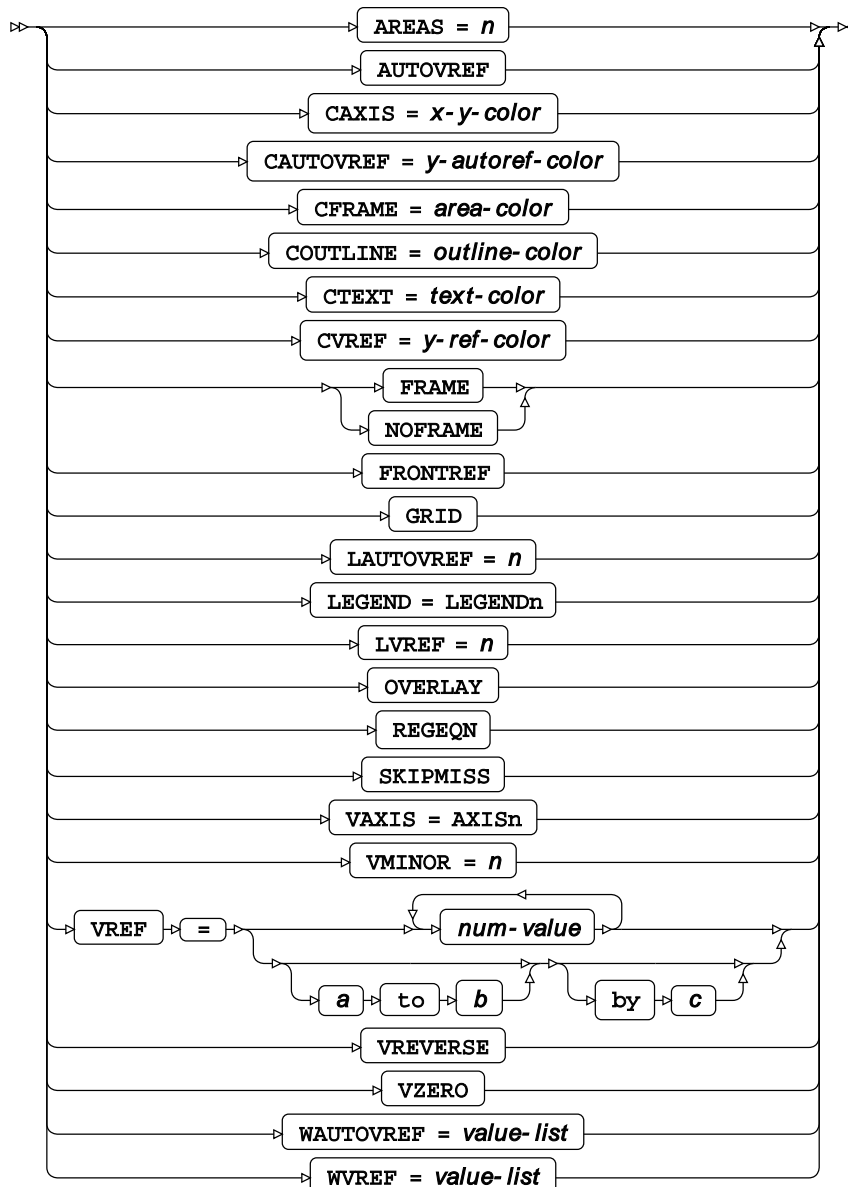 AREAS = n
AUTOVREF
CAXIS = x-y-color
CAUTOVREF = y-autoref-color
CFRAME = area-color
COUTLINE = outline-color
CTEXT = text-color
CVREF = y-ref-color
FRAME
NOFRAME
FRONTREF
GRID
LAUTOVREF = n
LEGEND = LEGENDn
LVREF = n
OVERLAY
REGEQN
SKIPMISS
VAXIS = AXISn
VMINOR = n
VREF = num-value
a to b by c
VREVERSE
VZERO
WAUTOVREF = value-list
WVREF = value-list